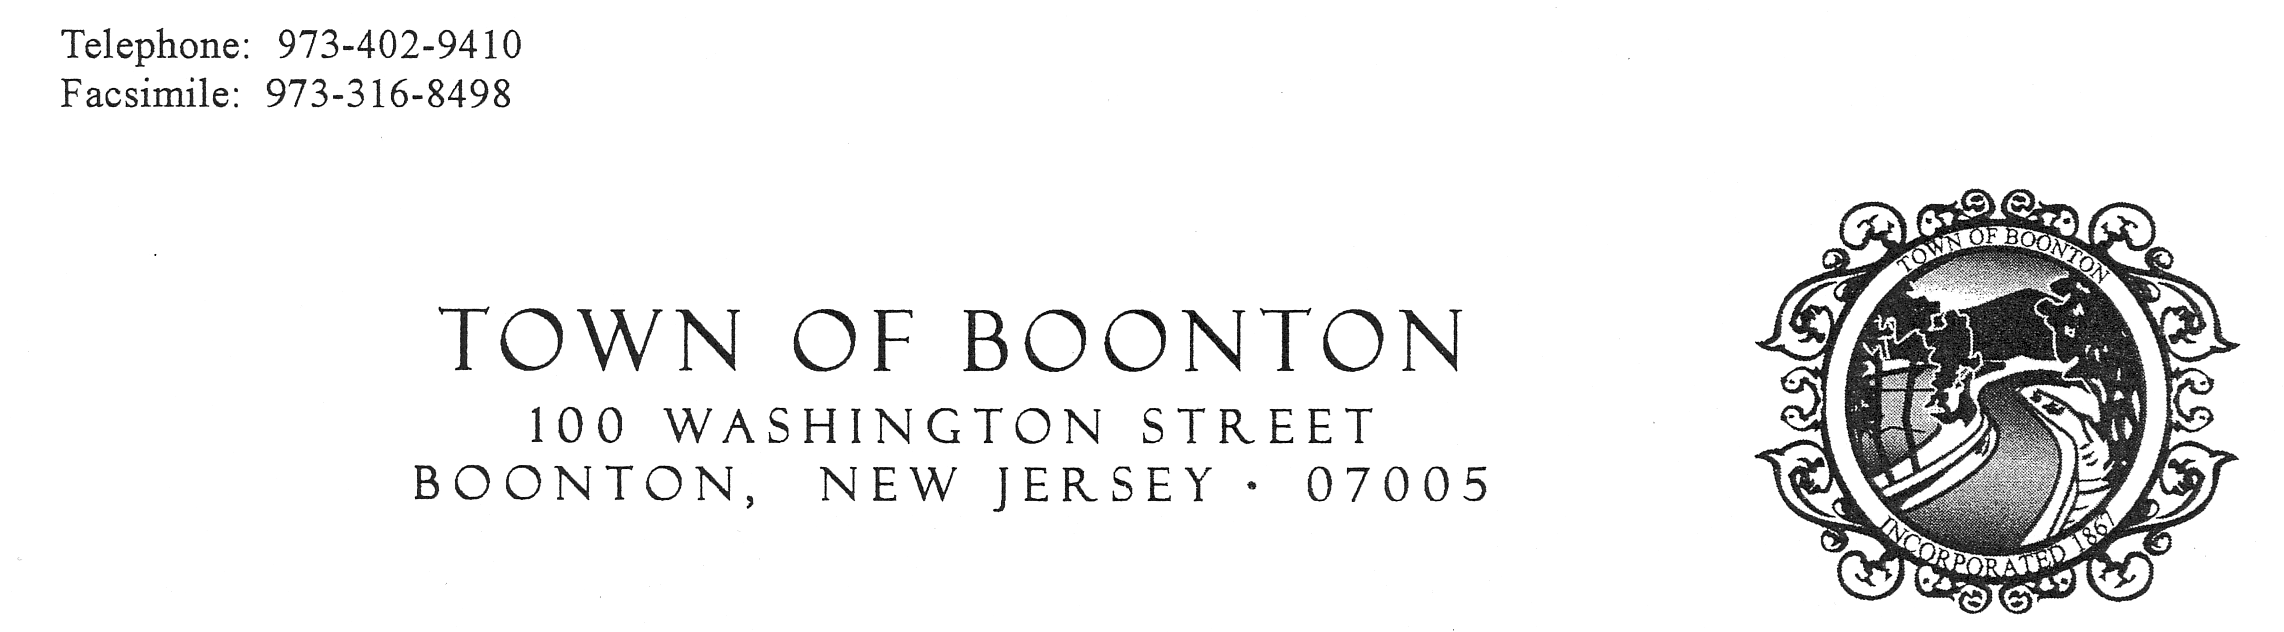 Telephone: 973-402-9410
Facsimile: 973-316-8498
TOWN OF BOONTON
100 WASHINGTON STREET
BOONTON, NEW JERSEY · 07005
TOWN OF BOONTON
INCORPORATED 1867